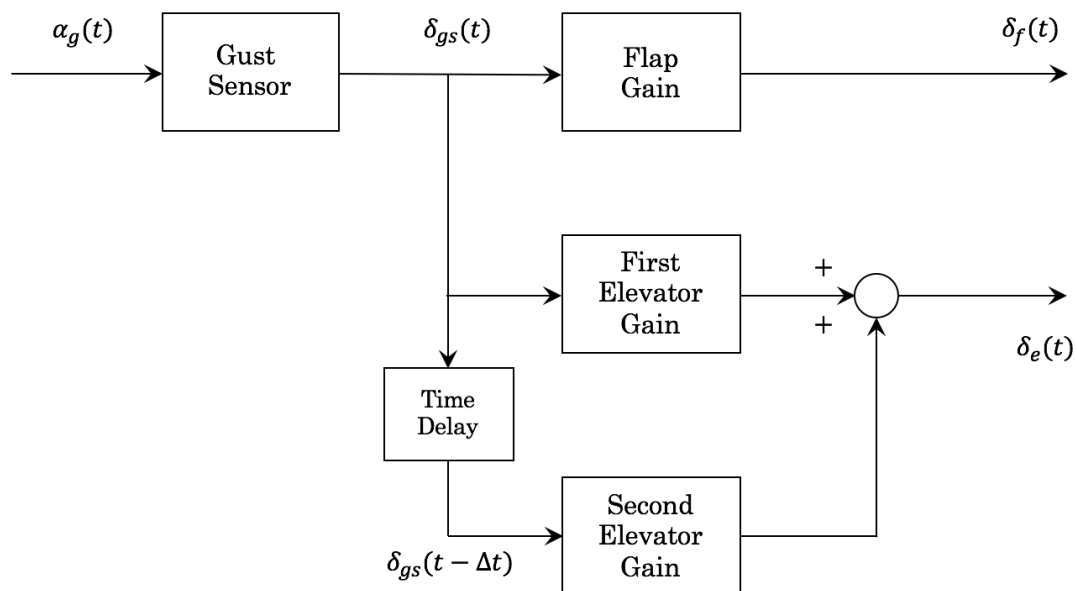 α_g(t)
Gust
Sensor
δ_gs(t)
Flap
Gain
δ_f(t)
First
Elevator
Gain
+
+
δ_e(t)
Time
Delay
δ_gs(t − Δt)
Second
Elevator
Gain